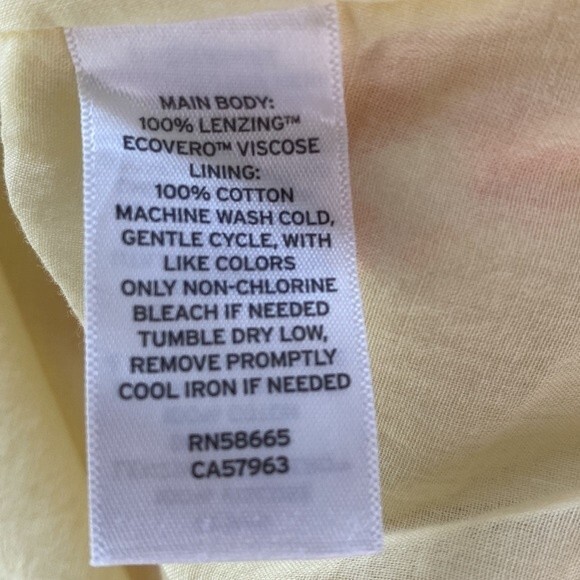 MAIN BODY:
100% LENZING™
ECOVERO™ VISCOSE
LINING:
100% COTTON
MACHINE WASH COLD,
GENTLE CYCLE, WITH
LIKE COLORS
ONLY NON-CHLORINE
BLEACH IF NEEDED
TUMBLE DRY LOW,
REMOVE PROMPTLY
COOL IRON IF NEEDED
RN58665
CA57963